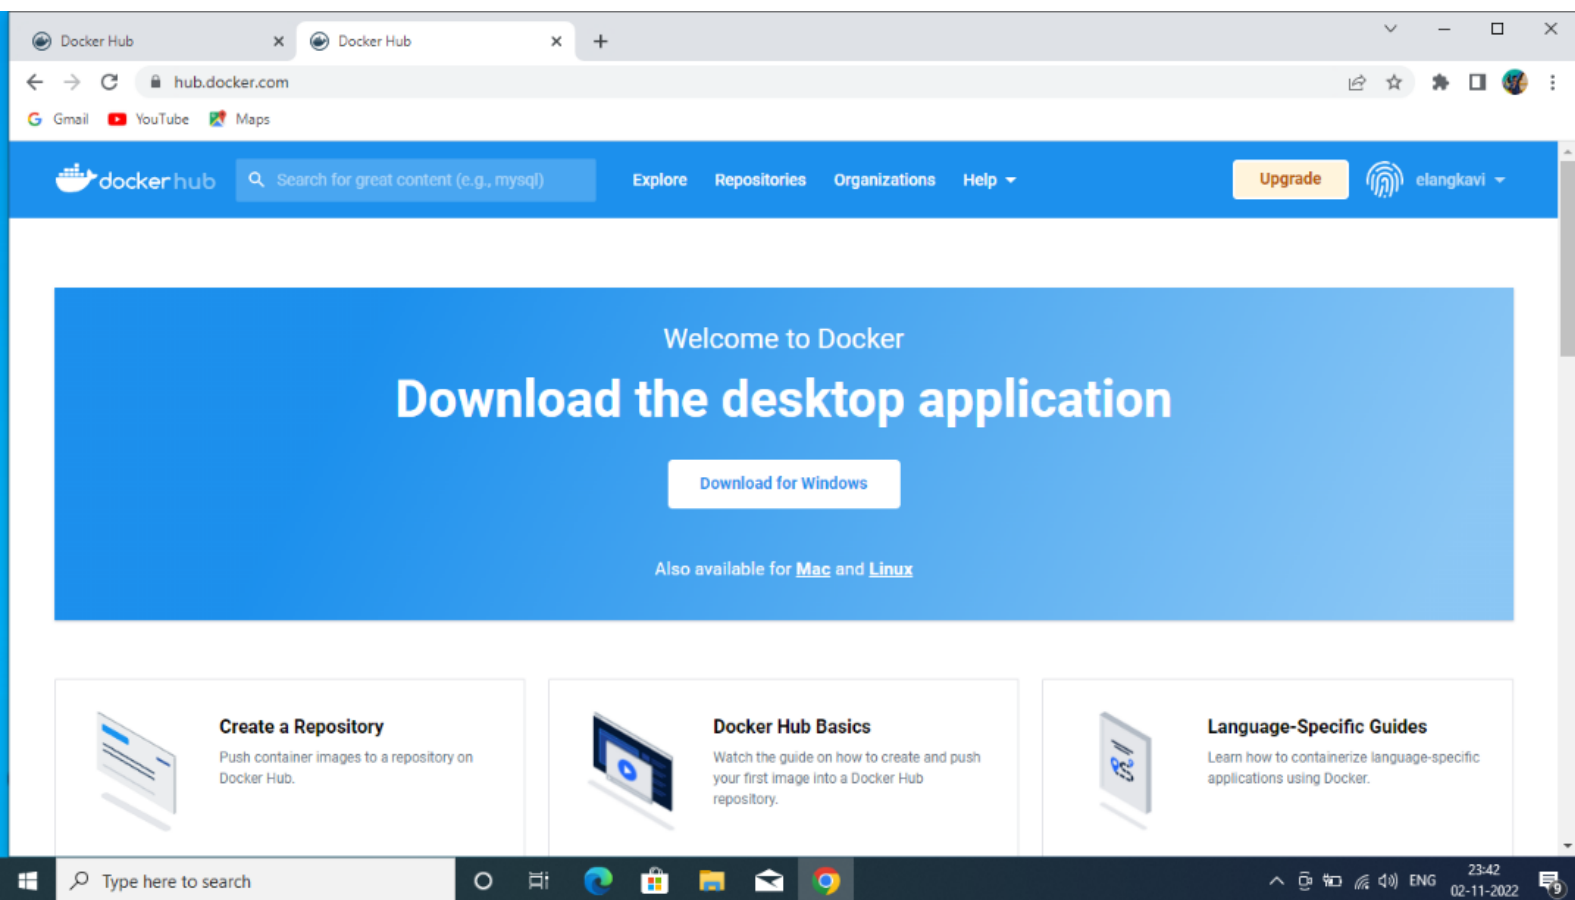 Docker Hub
Docker Hub
hub.docker.com
Gmail YouTube Maps
docker hub Search for great content (e.g., mysql) Explore Repositories Organizations Help Upgrade elangkavi
Welcome to Docker
Download the desktop application
Download for Windows
Also available for Mac and Linux
Create a Repository
Push container images to a repository on
Docker Hub.
Docker Hub Basics
Watch the guide on how to create and push
your first image into a Docker Hub
repository.
Language-Specific Guides
Learn how to containerize language-specific
applications using Docker.
Type here to search
ENG
23:42
02-11-2022
9